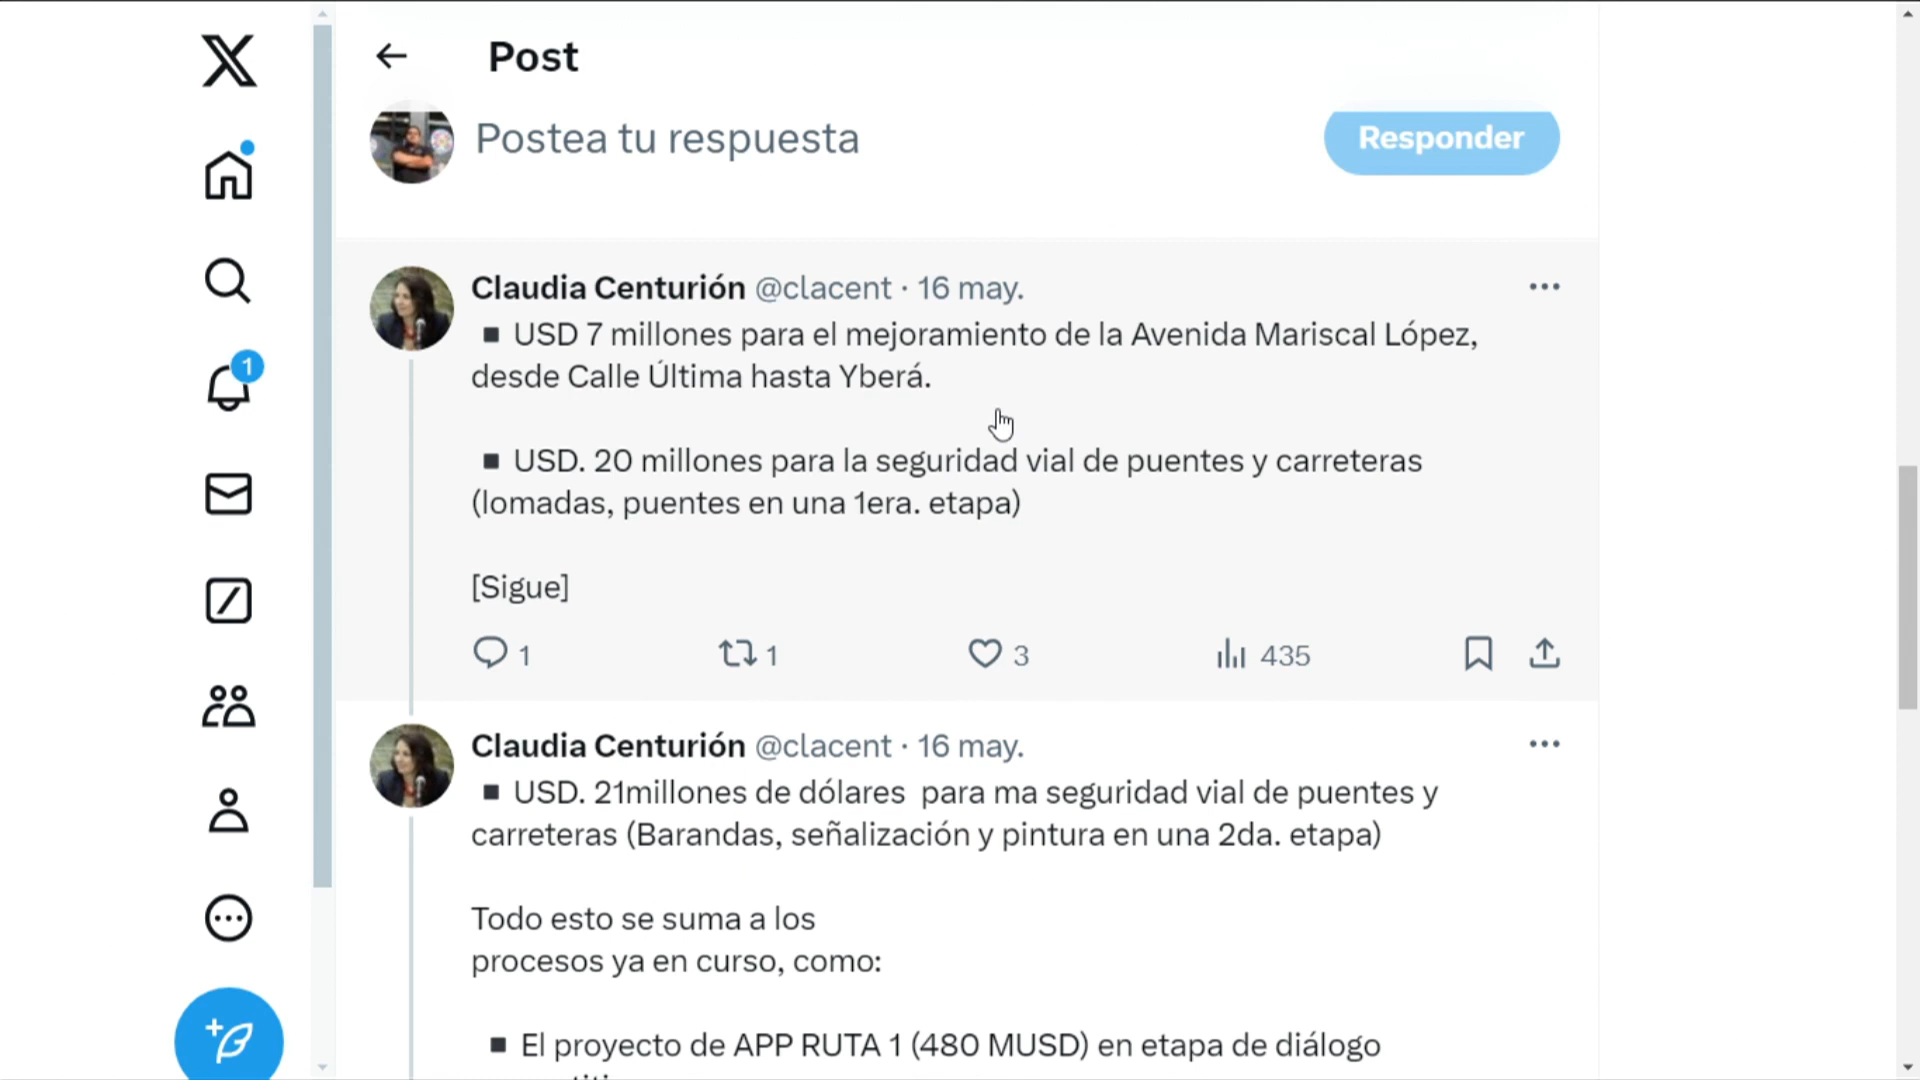 Post
Postea tu respuesta
Responder
Claudia Centurión @clacent · 16 may.
▪ USD 7 millones para el mejoramiento de la Avenida Mariscal López,
desde Calle Última hasta Yberá.
▪ USD. 20 millones para la seguridad vial de puentes y carreteras
(lomadas, puentes en una 1era. etapa)
[Sigue]
1 1 3 435
1
Claudia Centurión @clacent · 16 may.
▪ USD. 21millones de dólares  para ma seguridad vial de puentes y
carreteras (Barandas, señalización y pintura en una 2da. etapa)
Todo esto se suma a los
procesos ya en curso, como:
▪ El proyecto de APP RUTA 1 (480 MUSD) en etapa de diálogo